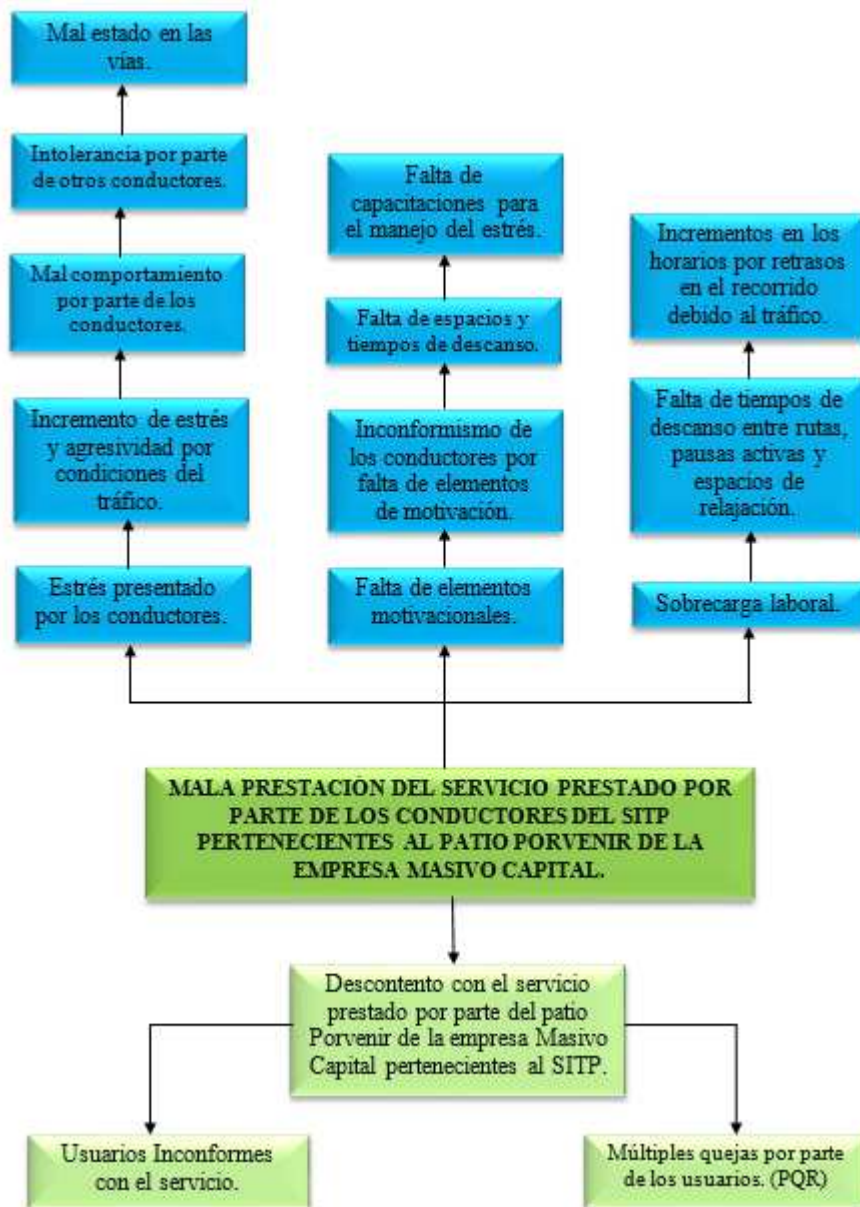 Mal estado en las
vías.
Intolerancia por parte
de otros conductores.
Mal comportamiento
por parte de los
conductores.
Incremento de estrés
y agresividad por
condiciones del
tráfico.
Estrés presentado
por los conductores.
Falta de
capacitaciones para
el manejo del estrés.
Falta de espacios y
tiempos de descanso.
Inconformismo de
los conductores por
falta de elementos
de motivación.
Falta de elementos
motivacionales.
Incrementos en los
horarios por retrasos
en el recorrido
debido al tráfico.
Falta de tiempos de
descanso entre rutas,
pausas activas y
espacios de
relajación.
Sobrecarga laboral.
MALA PRESTACIÓN DEL SERVICIO PRESTADO POR
PARTE DE LOS CONDUCTORES DEL SITP
PERTENECIENTES AL PATIO PORVENIR DE LA
EMPRESA MASIVO CAPITAL.
Descontento con el servicio
prestado por parte del patio
Porvenir de la empresa Masivo
Capital pertenecientes al SITP.
Usuarios Inconformes
con el servicio.
Múltiples quejas por parte
de los usuarios. (PQR)